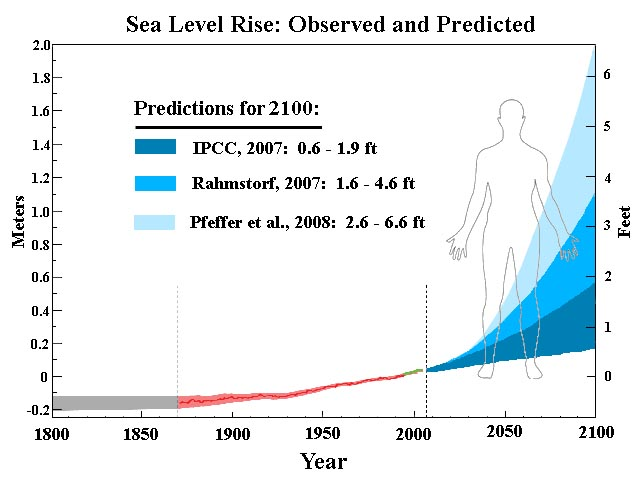 Sea Level Rise: Observed and Predicted
2.0
1.8
1.6
1.4
1.2
1.0
0.8
0.6
0.4
0.2
0
-0.2
Meters
Predictions for 2100:
IPCC, 2007: 0.6 - 1.9 ft
Rahmstorf, 2007: 1.6 - 4.6 ft
Pfeffer et al., 2008: 2.6 - 6.6 ft
6
5
4
3
2
1
0
Feet
1800 1850 1900 1950 2000 2050 2100
Year